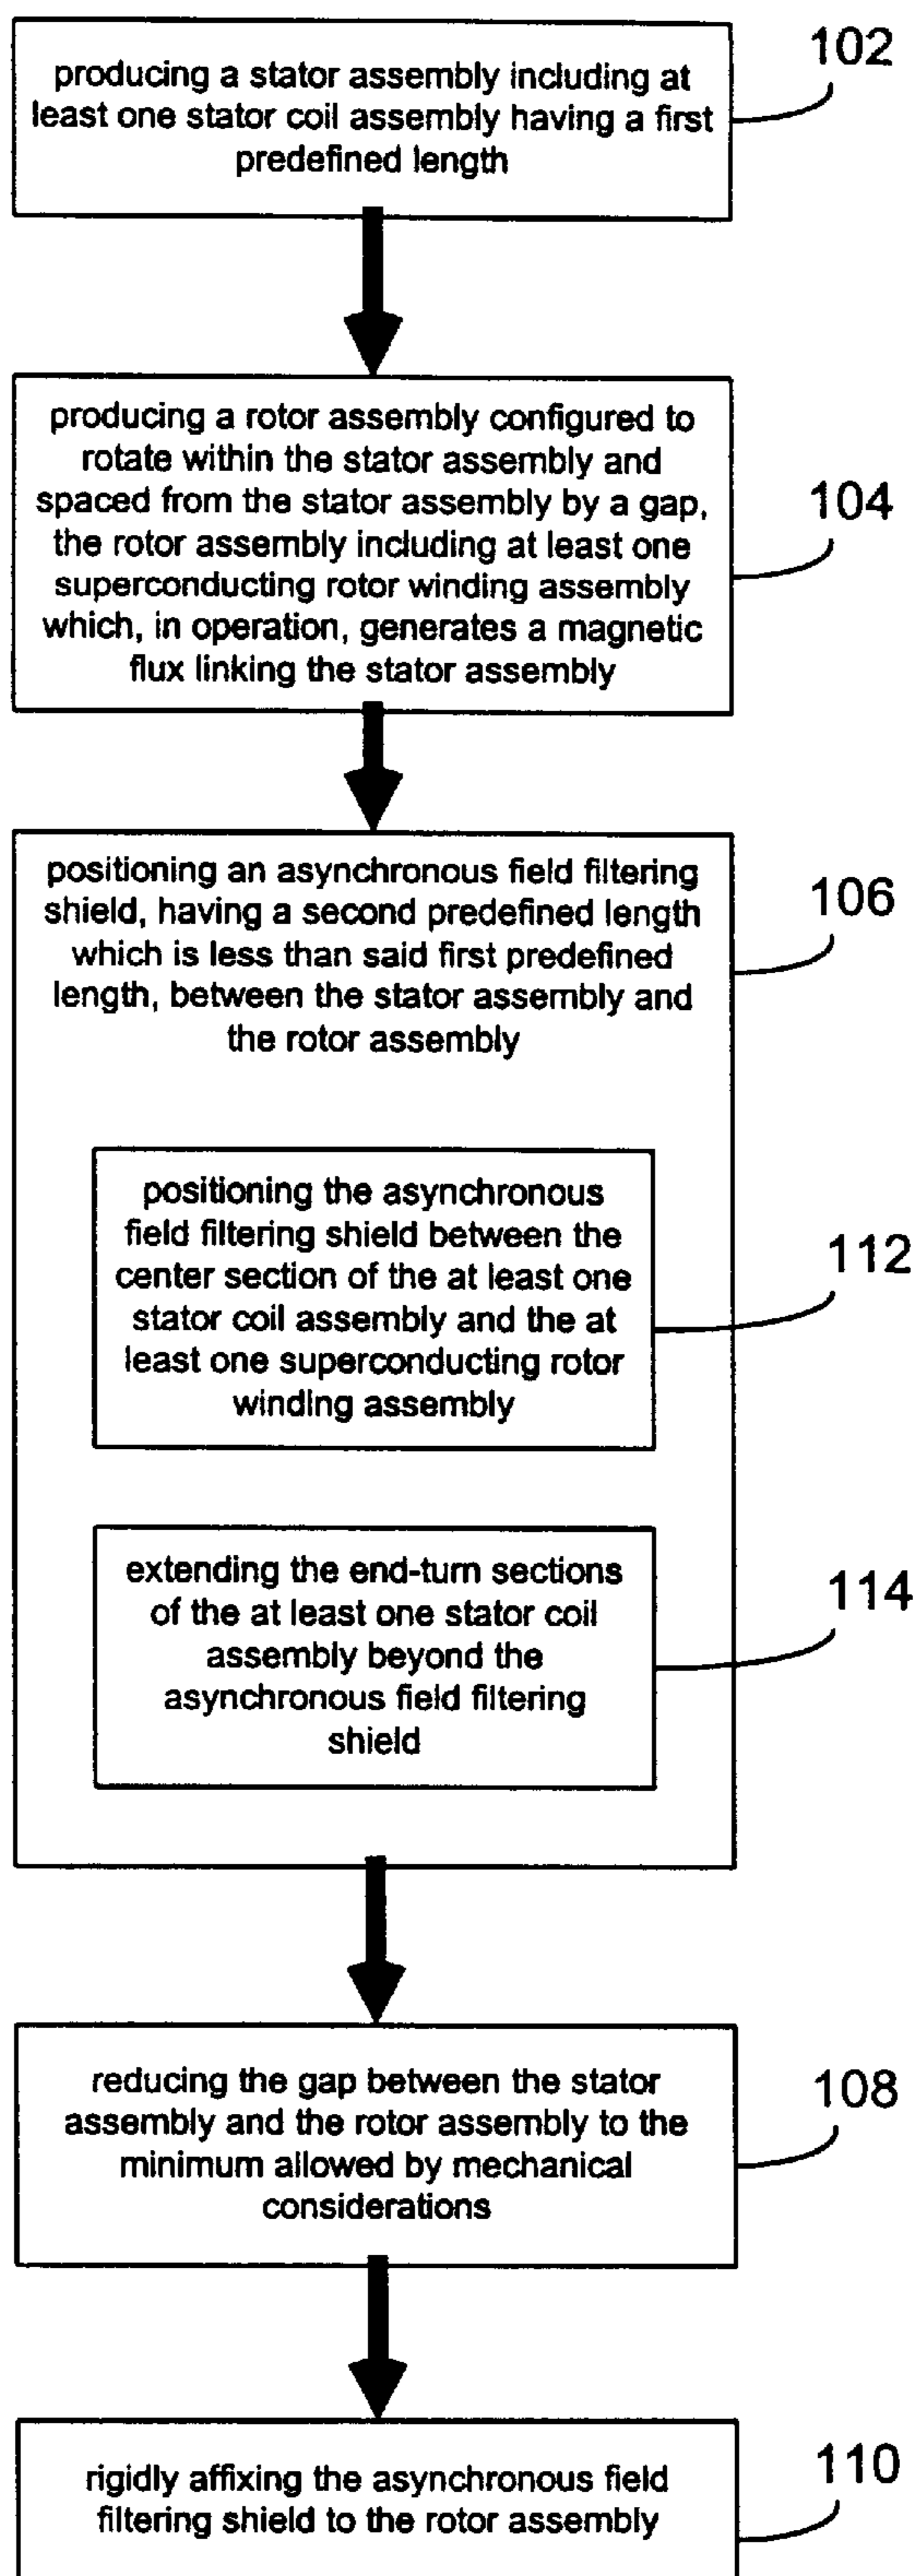 102
producing a stator assembly including at
least one stator coil assembly having a first
predefined length
producing a rotor assembly configured to
rotate within the stator assembly and
spaced from the stator assembly by a gap,
the rotor assembly including at least one
superconducting rotor winding assembly
which, in operation, generates a magnetic
flux linking the stator assembly
104
positioning an asynchronous field filtering
shield, having a second predefined length
which is less than said first predefined
length, between the stator assembly and
the rotor assembly
106
positioning the asynchronous
field filtering shield between the
center section of the at least one
stator coil assembly and the at
least one superconducting rotor
winding assembly
112
extending the end-turn sections
of the at least one stator coil
assembly beyond the
asynchronous field filtering
shield
114
reducing the gap between the stator
assembly and the rotor assembly to the
minimum allowed by mechanical
considerations
108
rigidly affixing the asynchronous field
filtering shield to the rotor assembly
110